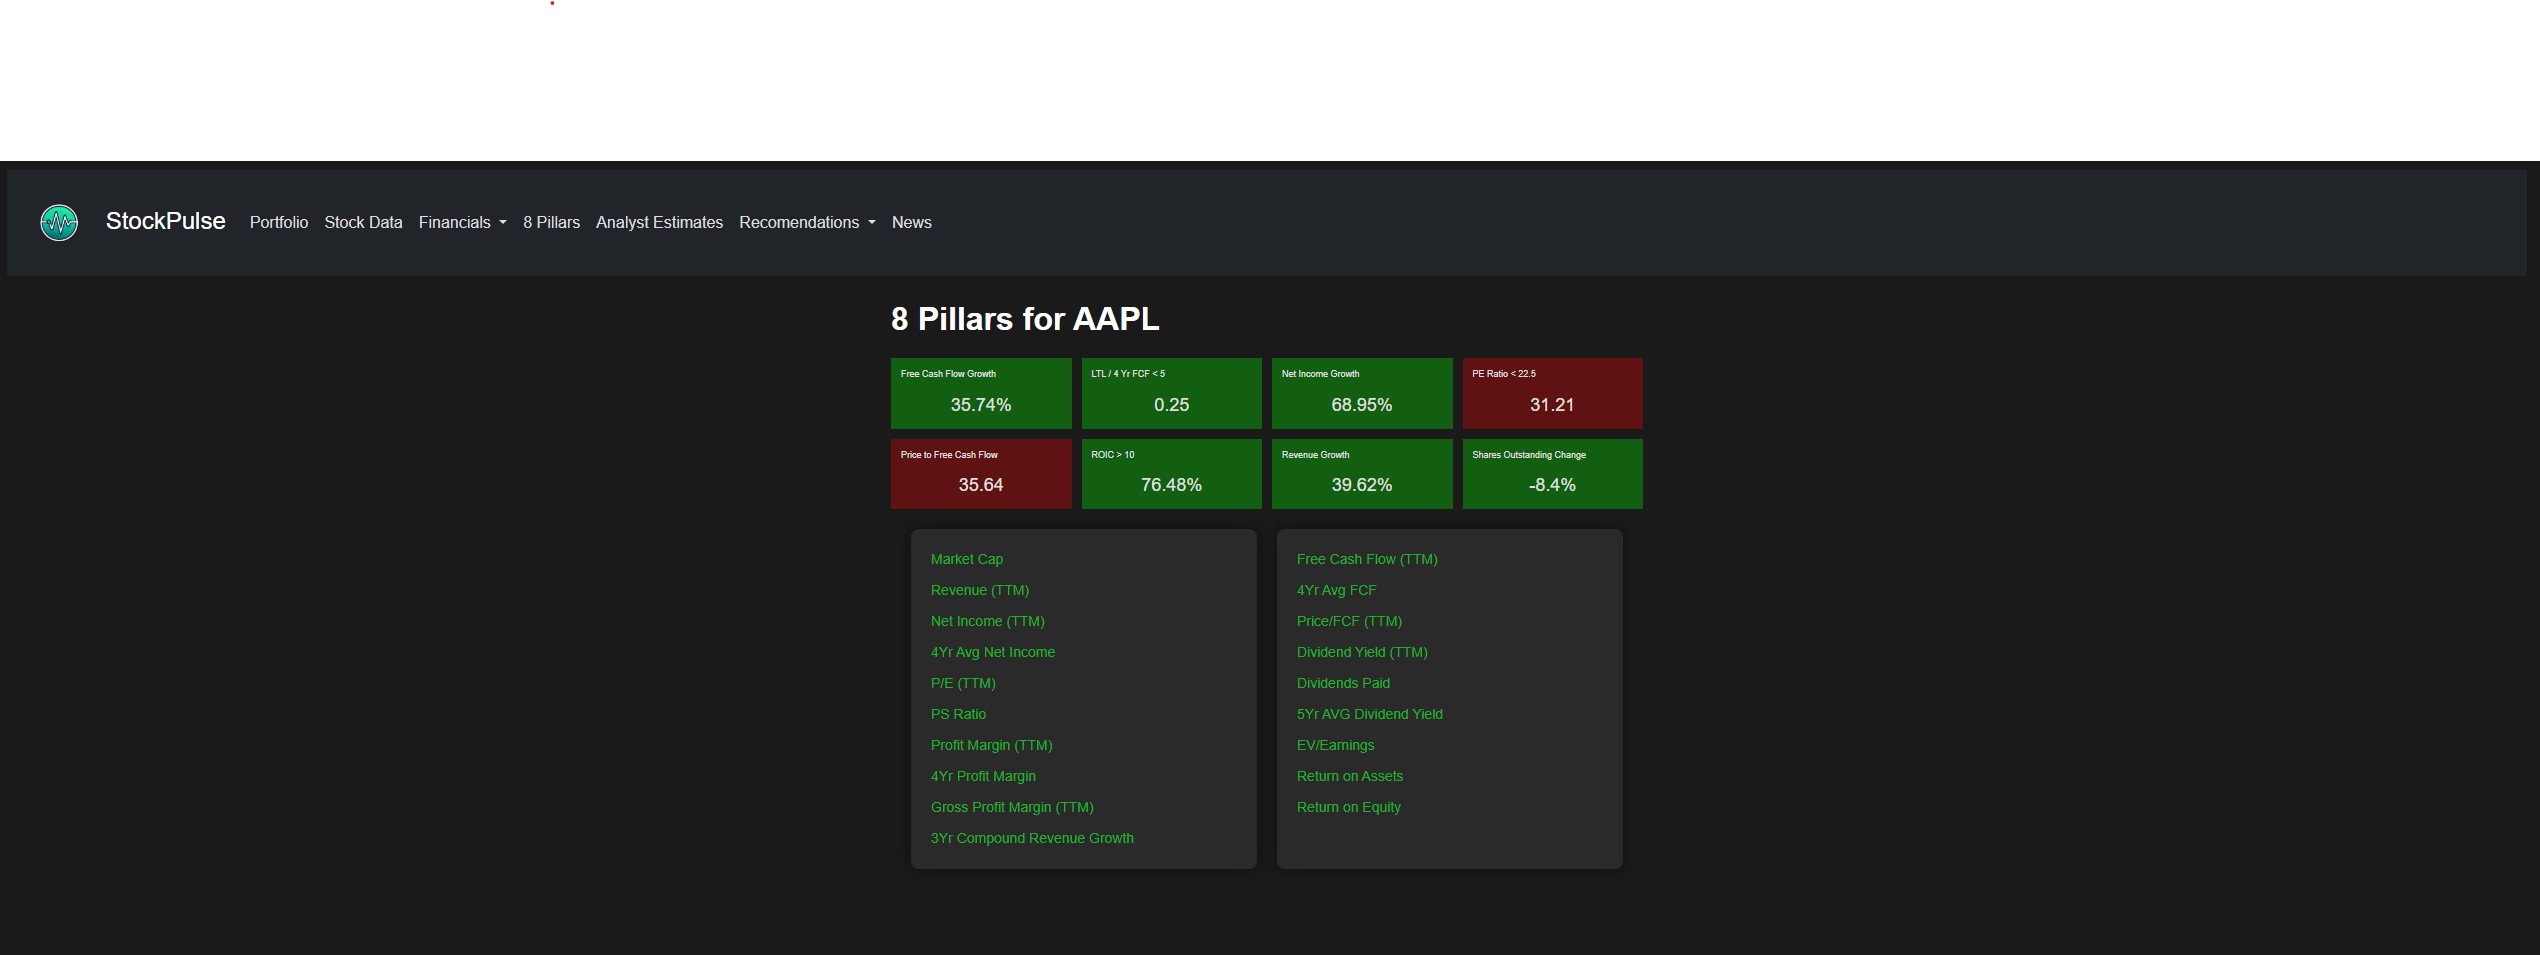 StockPulse Portfolio Stock Data Financials 8 Pillars Analyst Estimates Recomendations News
8 Pillars for AAPL
Free Cash Flow Growth
35.74%
LTL / 4 Yr FCF < 5
0.25
Net Income Growth
68.95%
PE Ratio < 22.5
31.21
Price to Free Cash Flow
35.64
ROIC > 10
76.48%
Revenue Growth
39.62%
Shares Outstanding Change
-8.4%
Market Cap
Revenue (TTM)
Net Income (TTM)
4Yr Avg Net Income
P/E (TTM)
PS Ratio
Profit Margin (TTM)
4Yr Profit Margin
Gross Profit Margin (TTM)
3Yr Compound Revenue Growth
Free Cash Flow (TTM)
4Yr Avg FCF
Price/FCF (TTM)
Dividend Yield (TTM)
Dividends Paid
5Yr AVG Dividend Yield
EV/Earnings
Return on Assets
Return on Equity